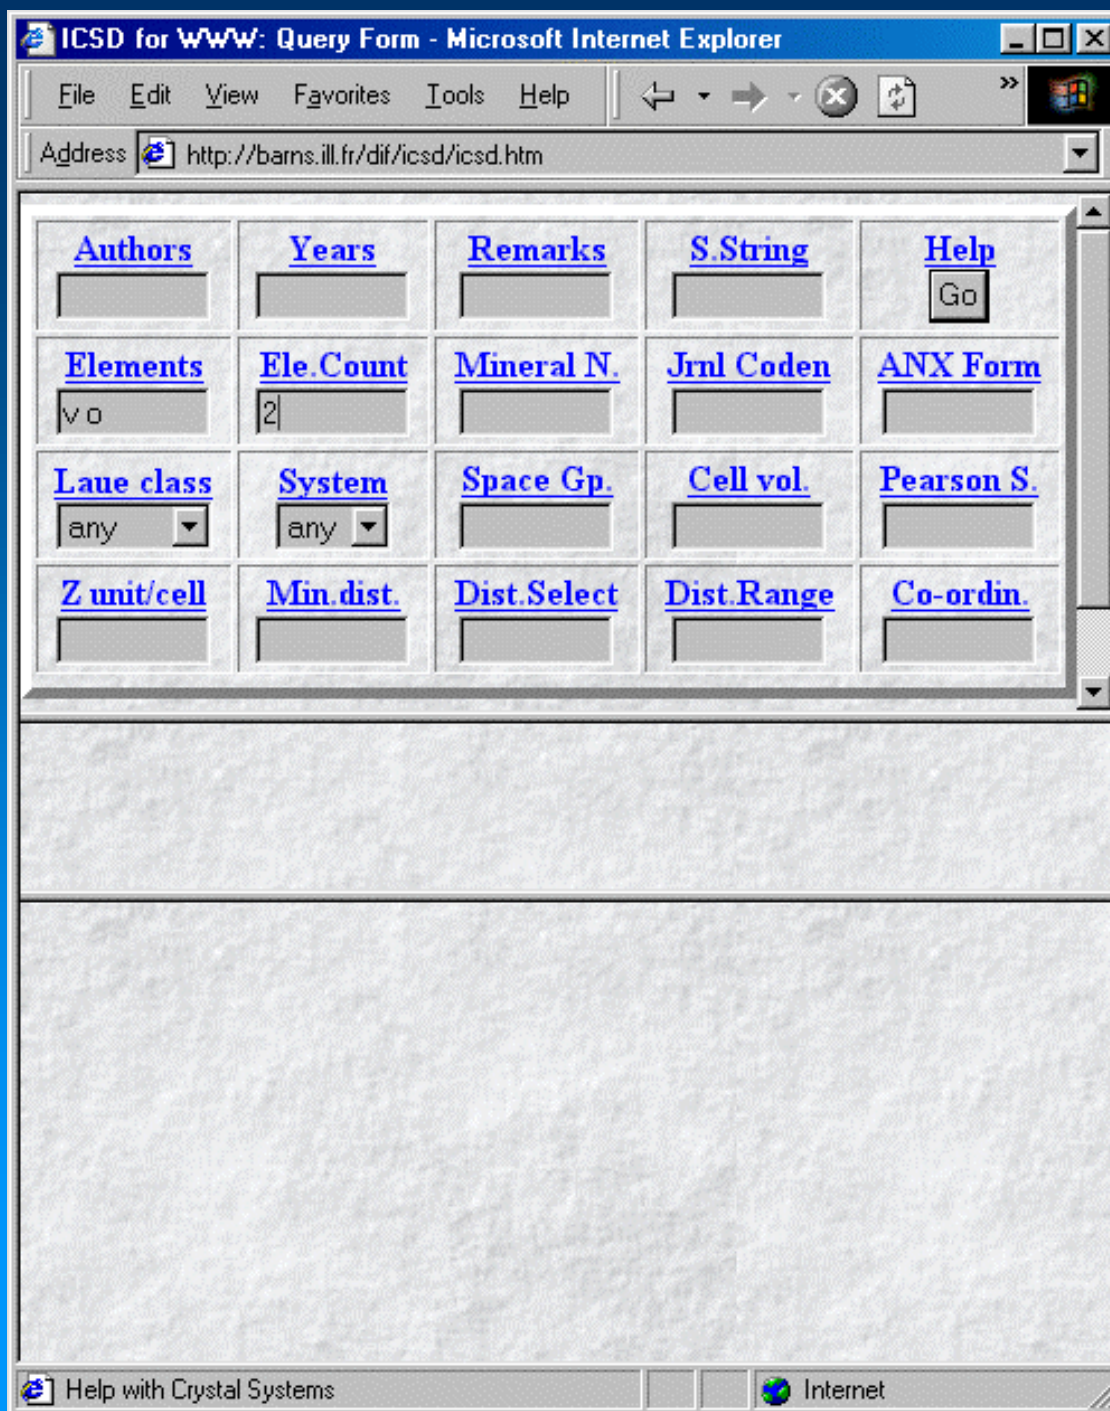 ICSD for WWW: Query Form - Microsoft Internet Explorer
File Edit View Favorites Tools Help »
Address http://barns.ill.fr/dif/icsd/icsd.htm
Authors Years Remarks S.String Help
Go
Elements Ele.Count Mineral N. Jrnl Coden ANX Form
v o 2
Laue class System Space Gp. Cell vol. Pearson S.
any any
Z unit/cell Min.dist. Dist.Select Dist.Range Co-ordin.
Help with Crystal Systems Internet